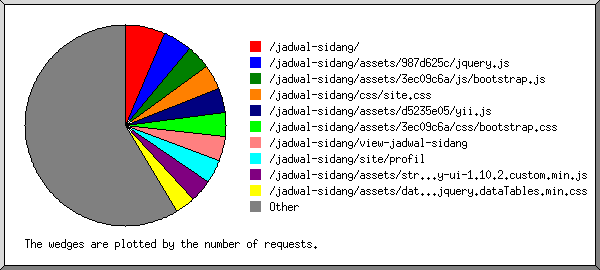 /jadwal-sidang/
/jadwal-sidang/assets/987d625c/jquery.js
/jadwal-sidang/assets/3ec09c6a/js/bootstrap.js
/jadwal-sidang/css/site.css
/jadwal-sidang/assets/d5235e05/yii.js
/jadwal-sidang/assets/3ec09c6a/css/bootstrap.css
/jadwal-sidang/view-jadwal-sidang
/jadwal-sidang/site/profil
/jadwal-sidang/assets/str...y-ui-1.10.2.custom.min.js
/jadwal-sidang/assets/dat...jquery.dataTables.min.css
Other
The wedges are plotted by the number of requests.